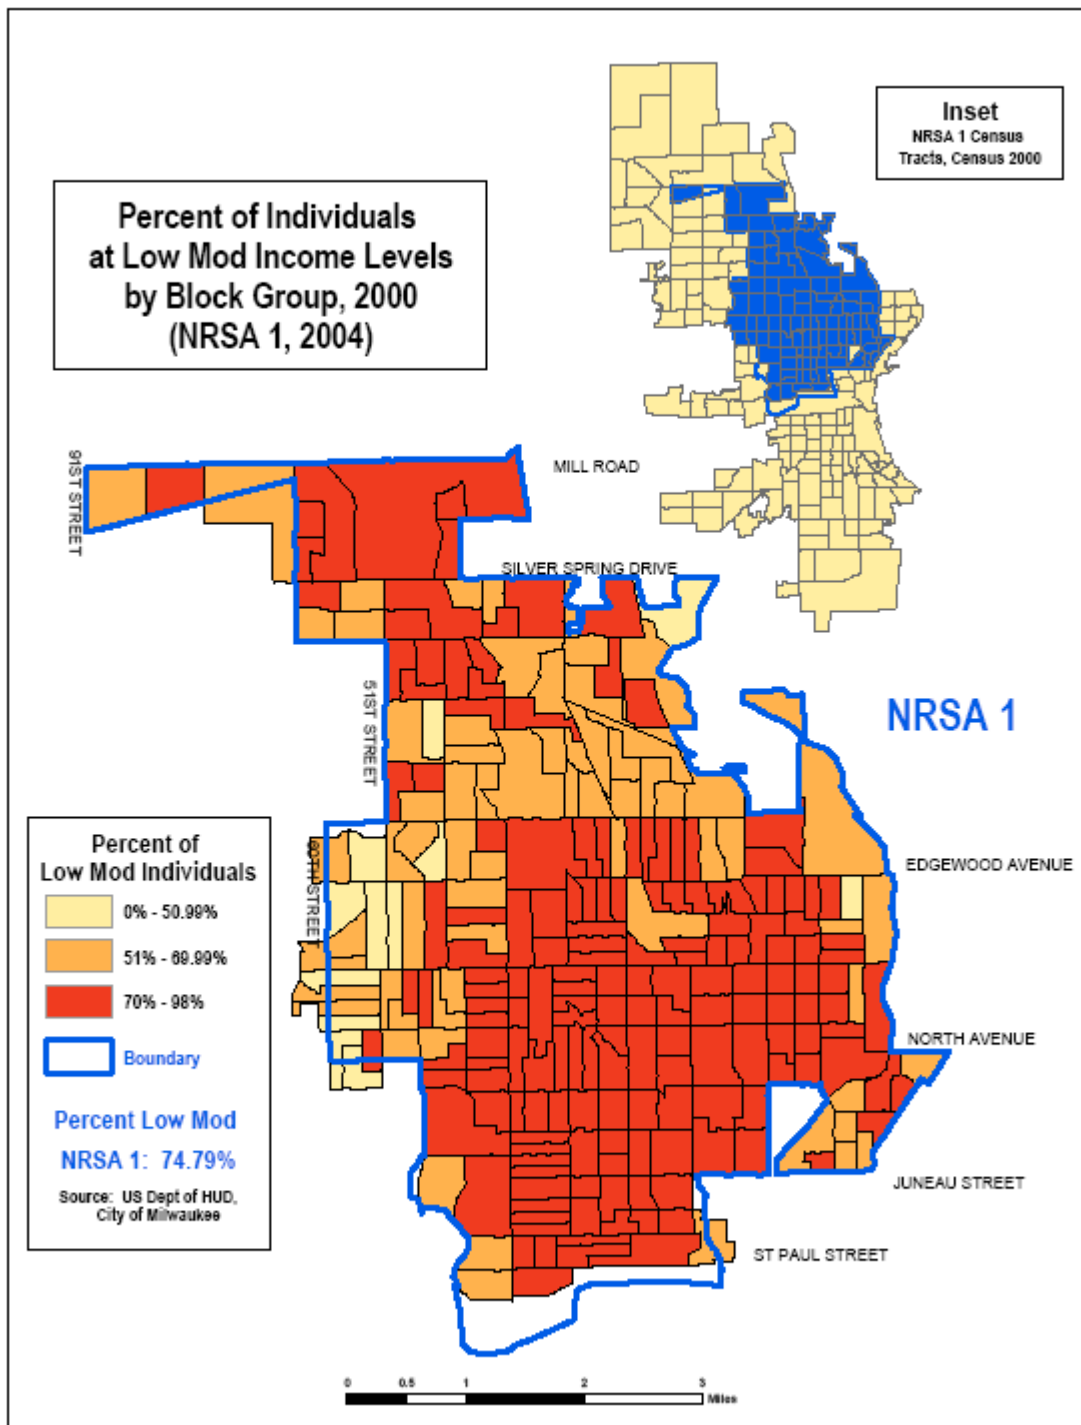 Inset
NRSA 1 Census
Tracts, Census 2000
Percent of Individuals
at Low Mod Income Levels
by Block Group, 2000
(NRSA 1, 2004)
91ST STREET
MILL ROAD
SILVER SPRING DRIVE
51ST STREET
NRSA 1
Percent of
Low Mod Individuals
0% - 50.99%
51% - 69.99%
70% - 98%
Boundary
Percent Low Mod
NRSA 1: 74.79%
Source: US Dept of HUD,
City of Milwaukee
60TH STREET
EDGEWOOD AVENUE
NORTH AVENUE
JUNEAU STREET
ST PAUL STREET
0 0.5 1 2 3
Miles